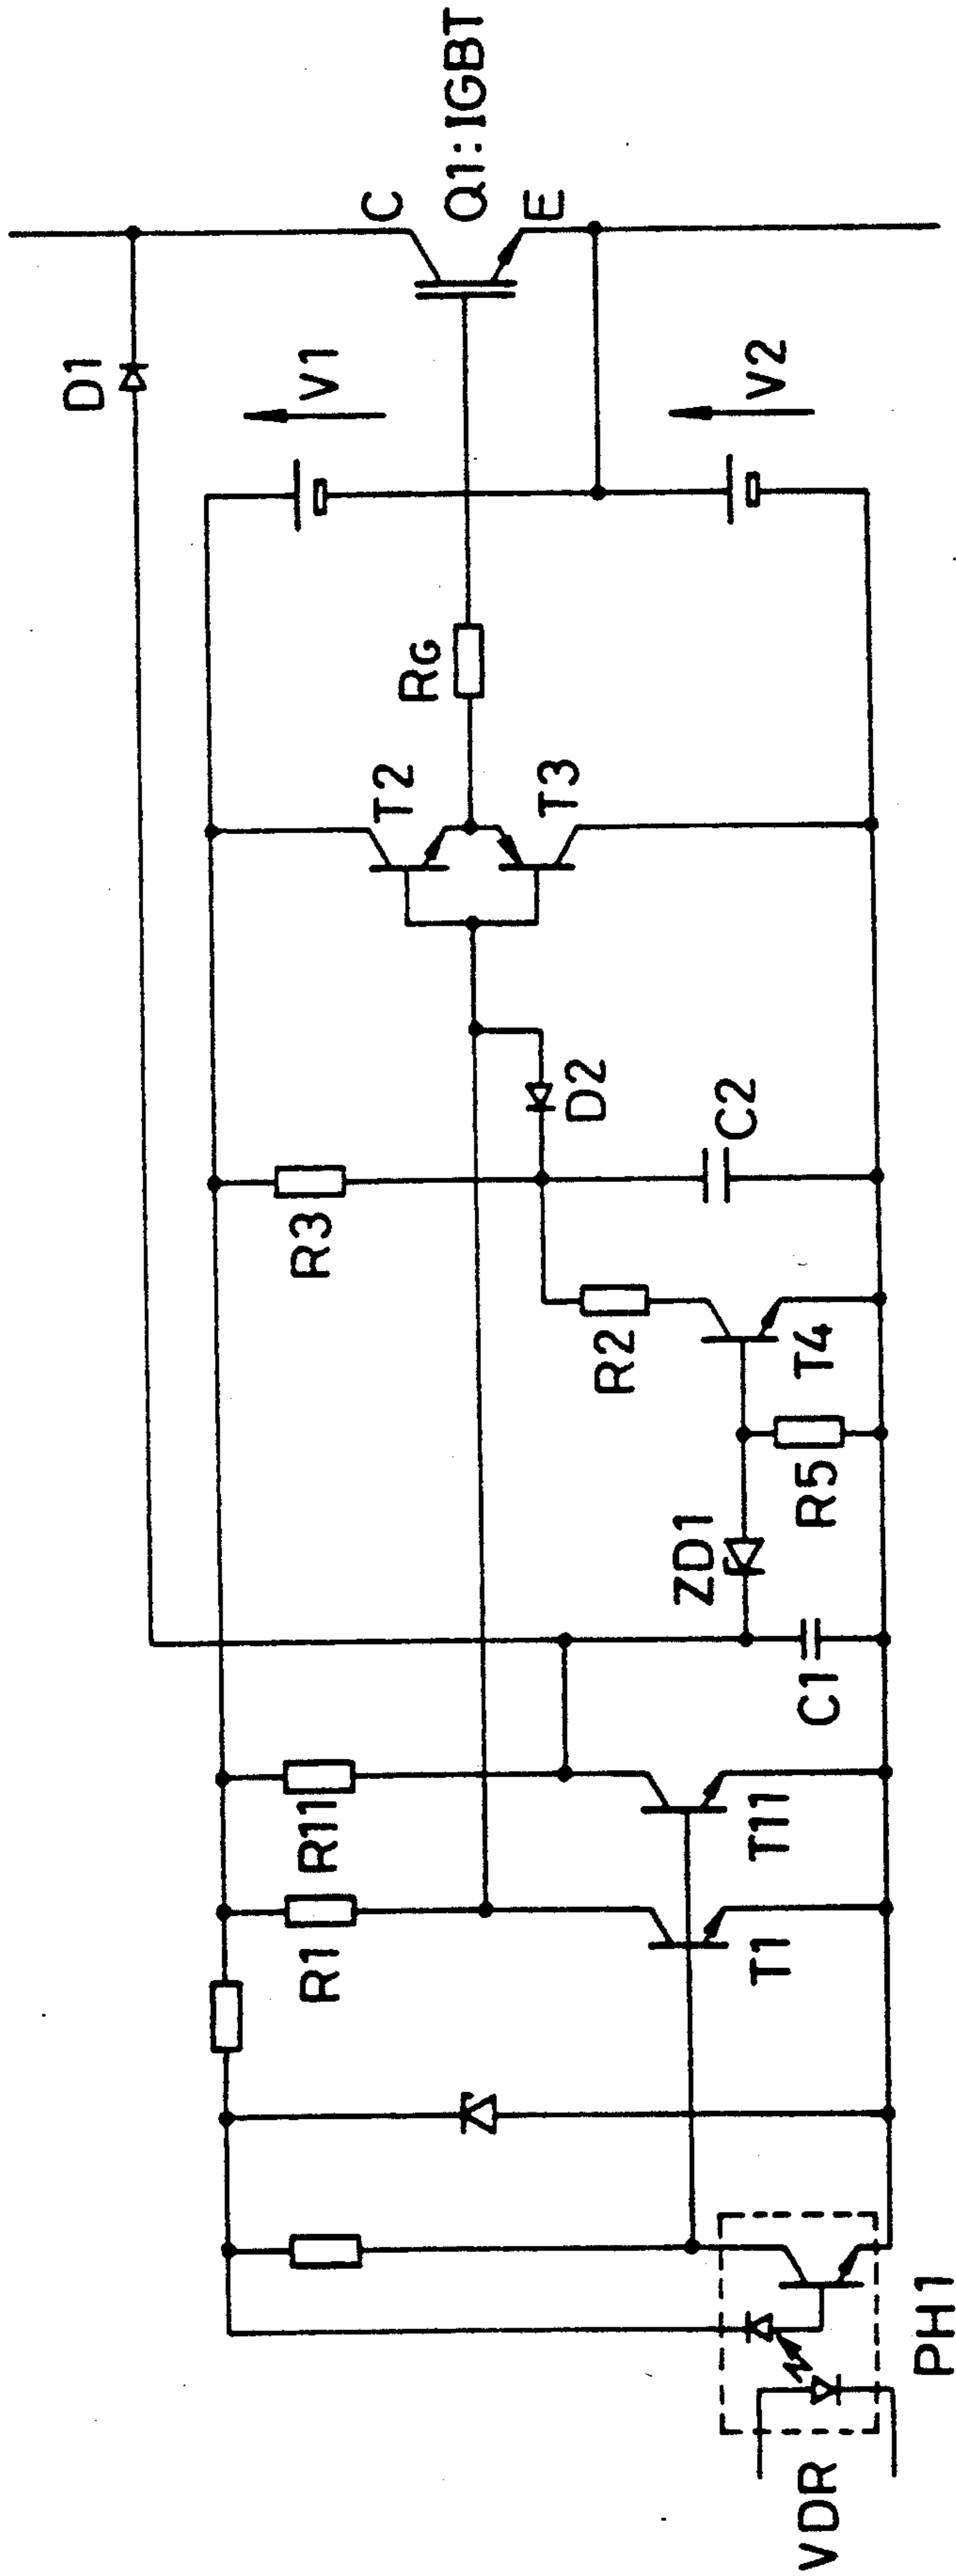 D1
C
Q1:IGBT
E
V1
V2
RG
T2
T3
D2
C2
R3
R2
T4
R5
ZD1
C1
R11
T11
R1
T1
PH1
VDR